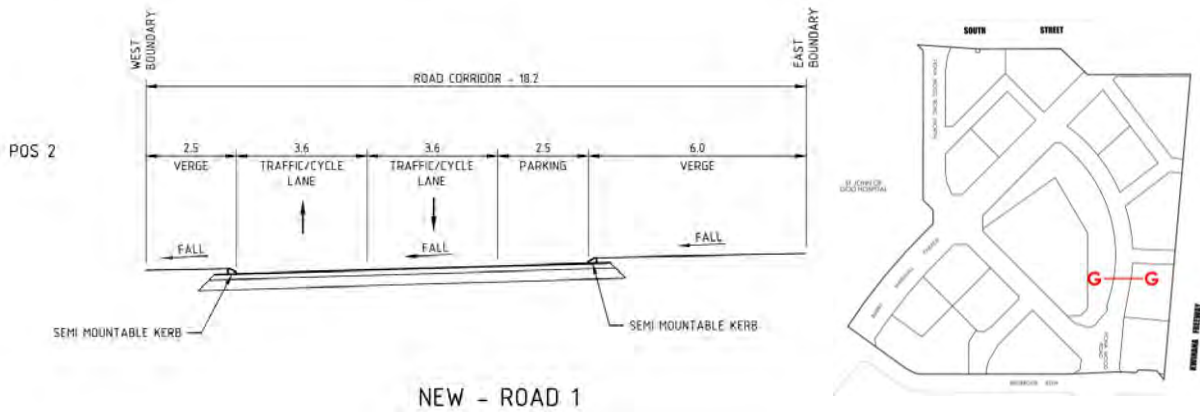 WEST
BOUNDARY
EAST
BOUNDARY
ROAD CORRIDOR - 18.2
POS 2
2.5
VERGE
3.6
TRAFFIC/CYCLE
LANE
3.6
TRAFFIC/CYCLE
LANE
2.5
PARKING
6.0
VERGE
FALL
FALL
FALL
SEMI MOUNTABLE KERB
SEMI MOUNTABLE KERB
NEW - ROAD 1
SOUTH STREET
ST JOHN OF
GOD HOSPITAL
G G
KWINANA FREEWAY